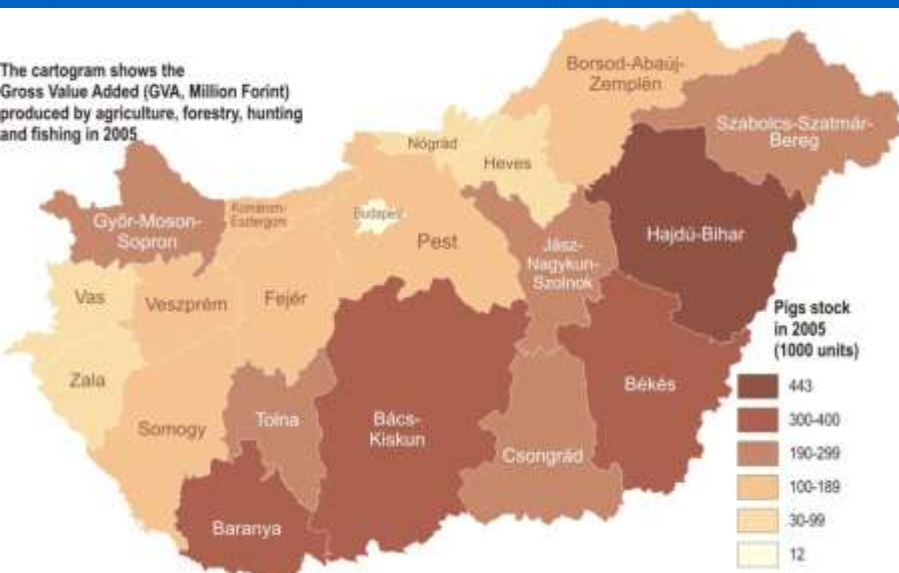 The cartogram shows the
Gross Value Added (GVA, Million Forint)
produced by agriculture, forestry, hunting
and fishing in 2005
Borsod-Abaúj-
Zemplén
Szabolcs-Szatmár-
Bereg
Nógrád
Heves
Komárom-
Esztergom
Győr-Moson-
Sopron
Budapest
Pest
Jász-
Nagykun-
Szolnok
Hajdú-Bihar
Vas
Veszprém
Fejér
Zala
Somogy
Tolna
Bács-
Kiskun
Békés
Csongrád
Baranya
Pigs stock
in 2005
(1000 units)
443
300-400
190-299
100-189
30-99
12